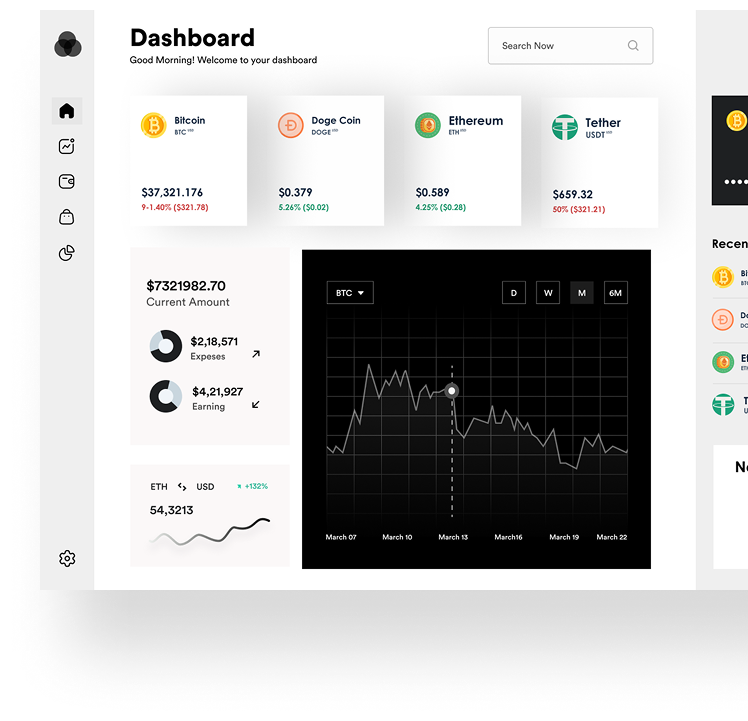 Dashboard
Good Morning! Welcome to your dashboard
Search Now
Bitcoin
BTC USD
$37,321.176
9-1.40% ($321.78)
Doge Coin
DOGE USD
$0.379
5.26% ($0.02)
Ethereum
ETH USD
$0.589
4.25% ($0.28)
Tether
USDT USD
$659.32
50% ($321.21)
$7321982.70
Current Amount
$2,18,571
Expeses
$4,21,927
Earning
ETH USD +132%
54,3213
BTC D W M 6M
March 07 March 10 March 13 March16 March 19 March 22
Recen
Bi
Do
Et
T